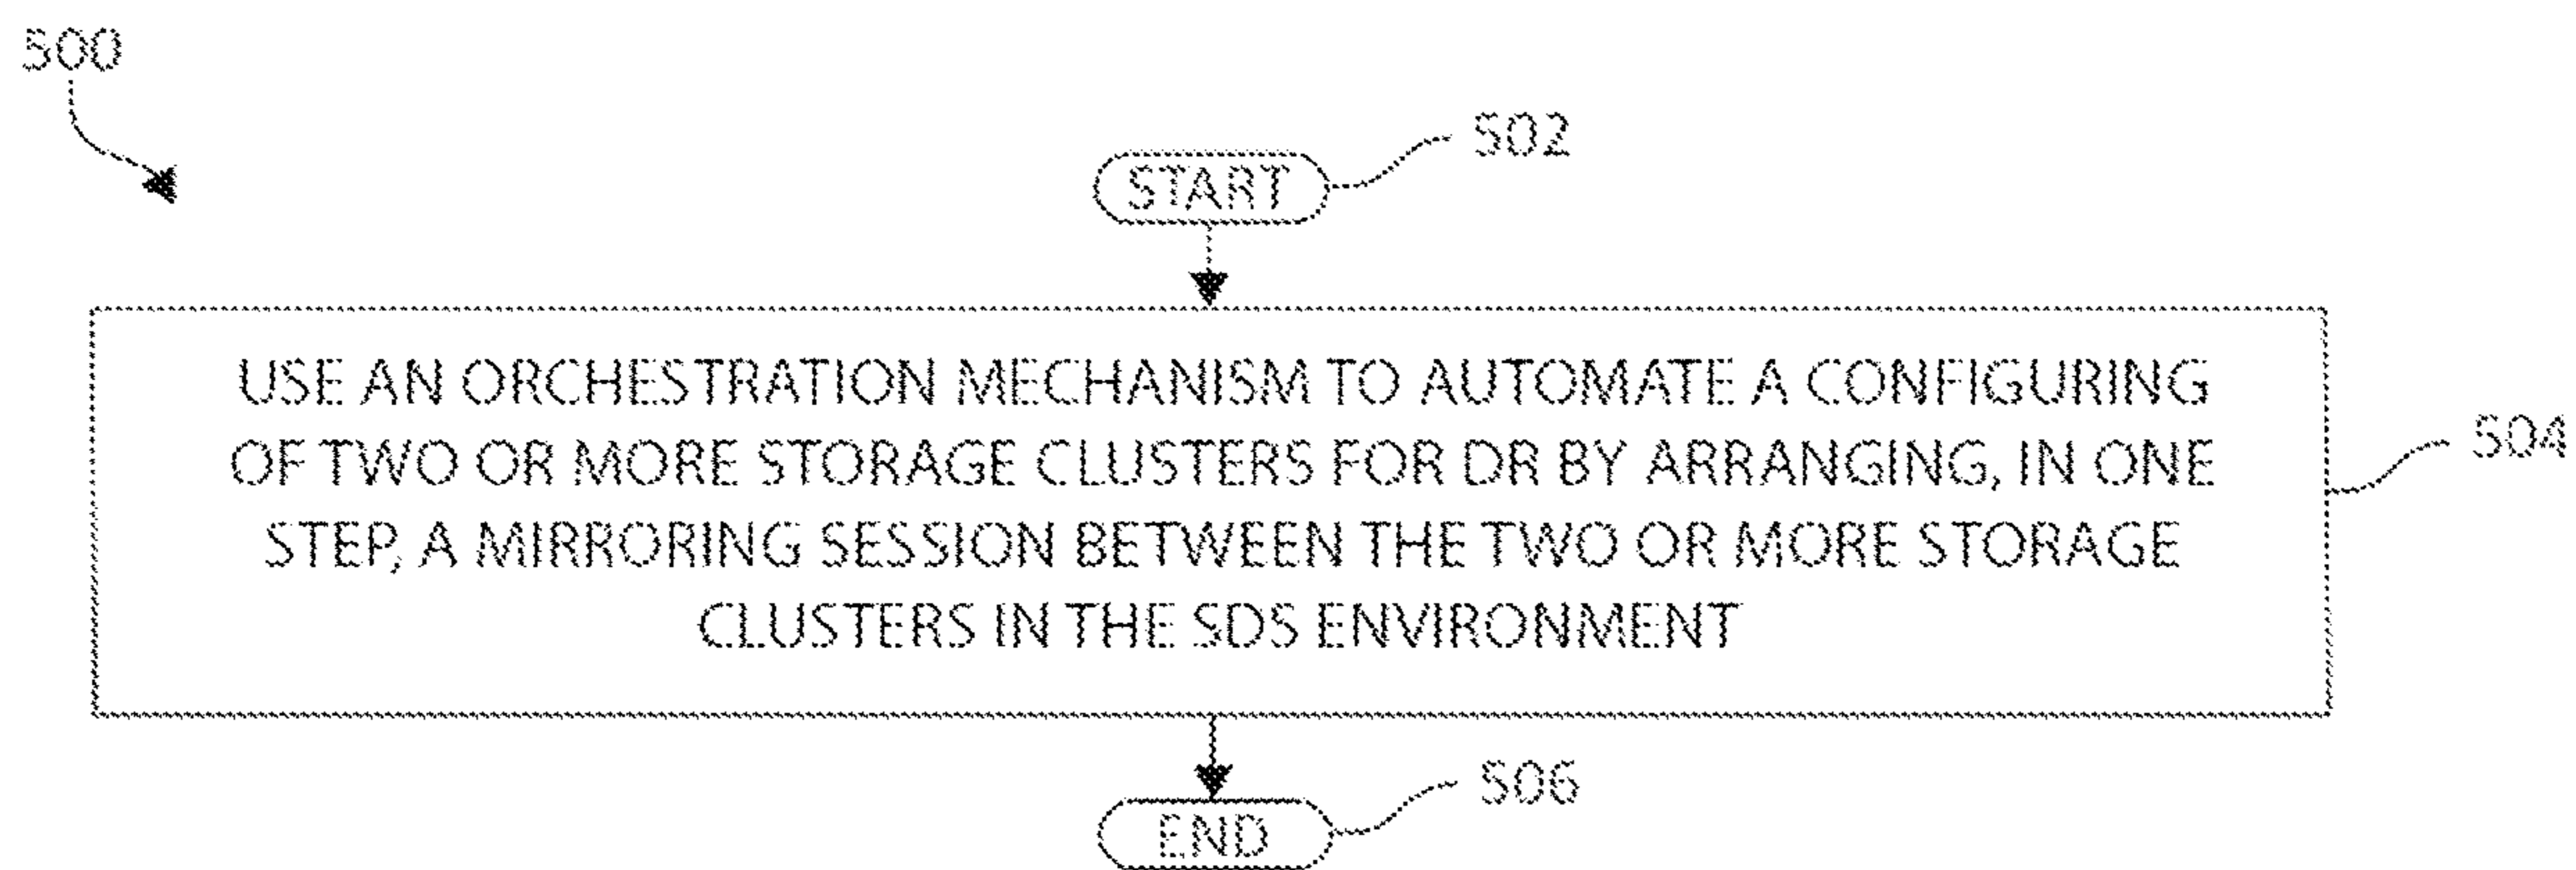 500
502
START
USE AN ORCHESTRATION MECHANISM TO AUTOMATE A CONFIGURING
OF TWO OR MORE STORAGE CLUSTERS FOR DR BY ARRANGING, IN ONE
STEP, A MIRRORING SESSION BETWEEN THE TWO OR MORE STORAGE
CLUSTERS IN THE SDS ENVIRONMENT
504
506
END